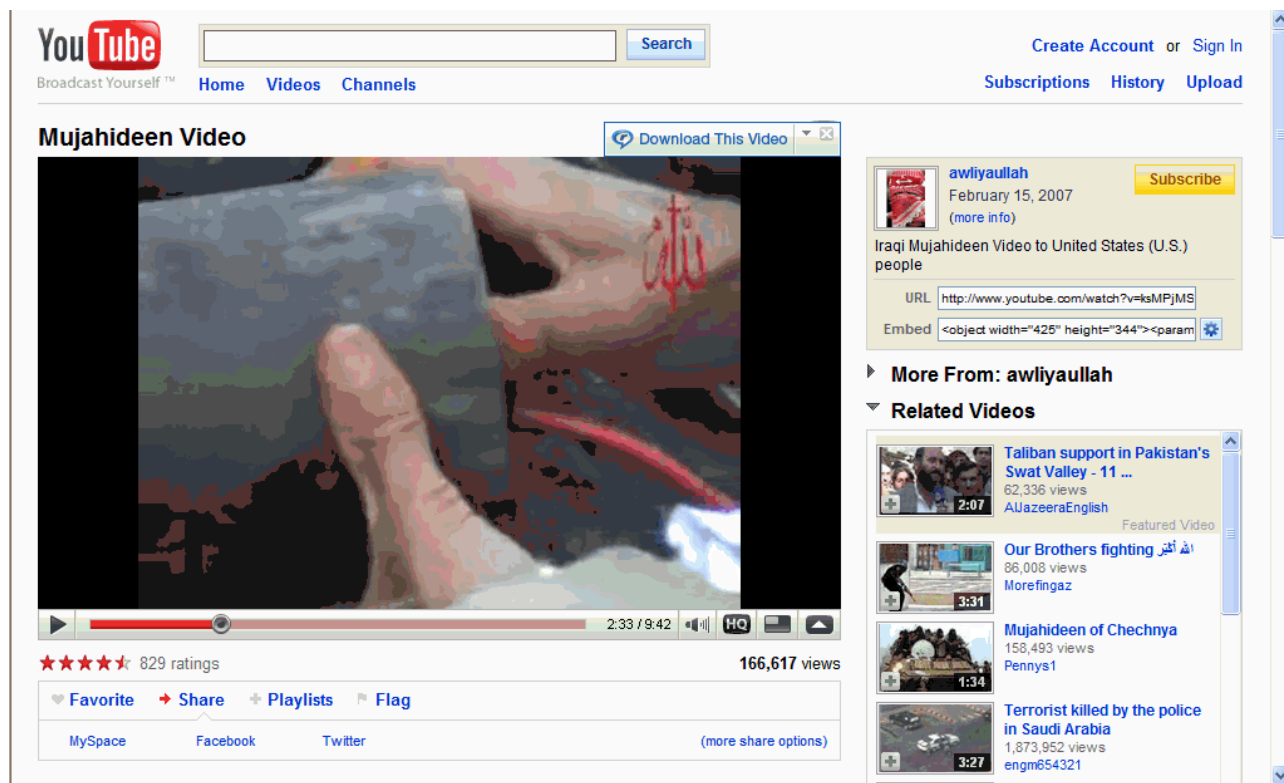 You Tube
Search
Create Account or Sign In
Broadcast Yourself ™
Home Videos Channels
Subscriptions History Upload
Mujahideen Video
Download This Video
الله
awliyaullah
Subscribe
February 15, 2007
(more info)
Iraqi Mujahideen Video to United States (U.S.)
people
URL http://www.youtube.com/watch?v=ksMPjMS
Embed <object width="425" height="344"><param
More From: awliyaullah
Related Videos
Taliban support in Pakistan's
Swat Valley - 11 ...
62,336 views
AlJazeeraEnglish
Featured Video
2:07
Our Brothers fighting الله أكبر
86,008 views
Morefingaz
3:31
Mujahideen of Chechnya
158,493 views
Pennys1
1:34
Terrorist killed by the police
in Saudi Arabia
1,873,952 views
engm654321
3:27
2:33 / 9:42 HQ
829 ratings
166,617 views
Favorite Share Playlists Flag
MySpace Facebook Twitter (more share options)